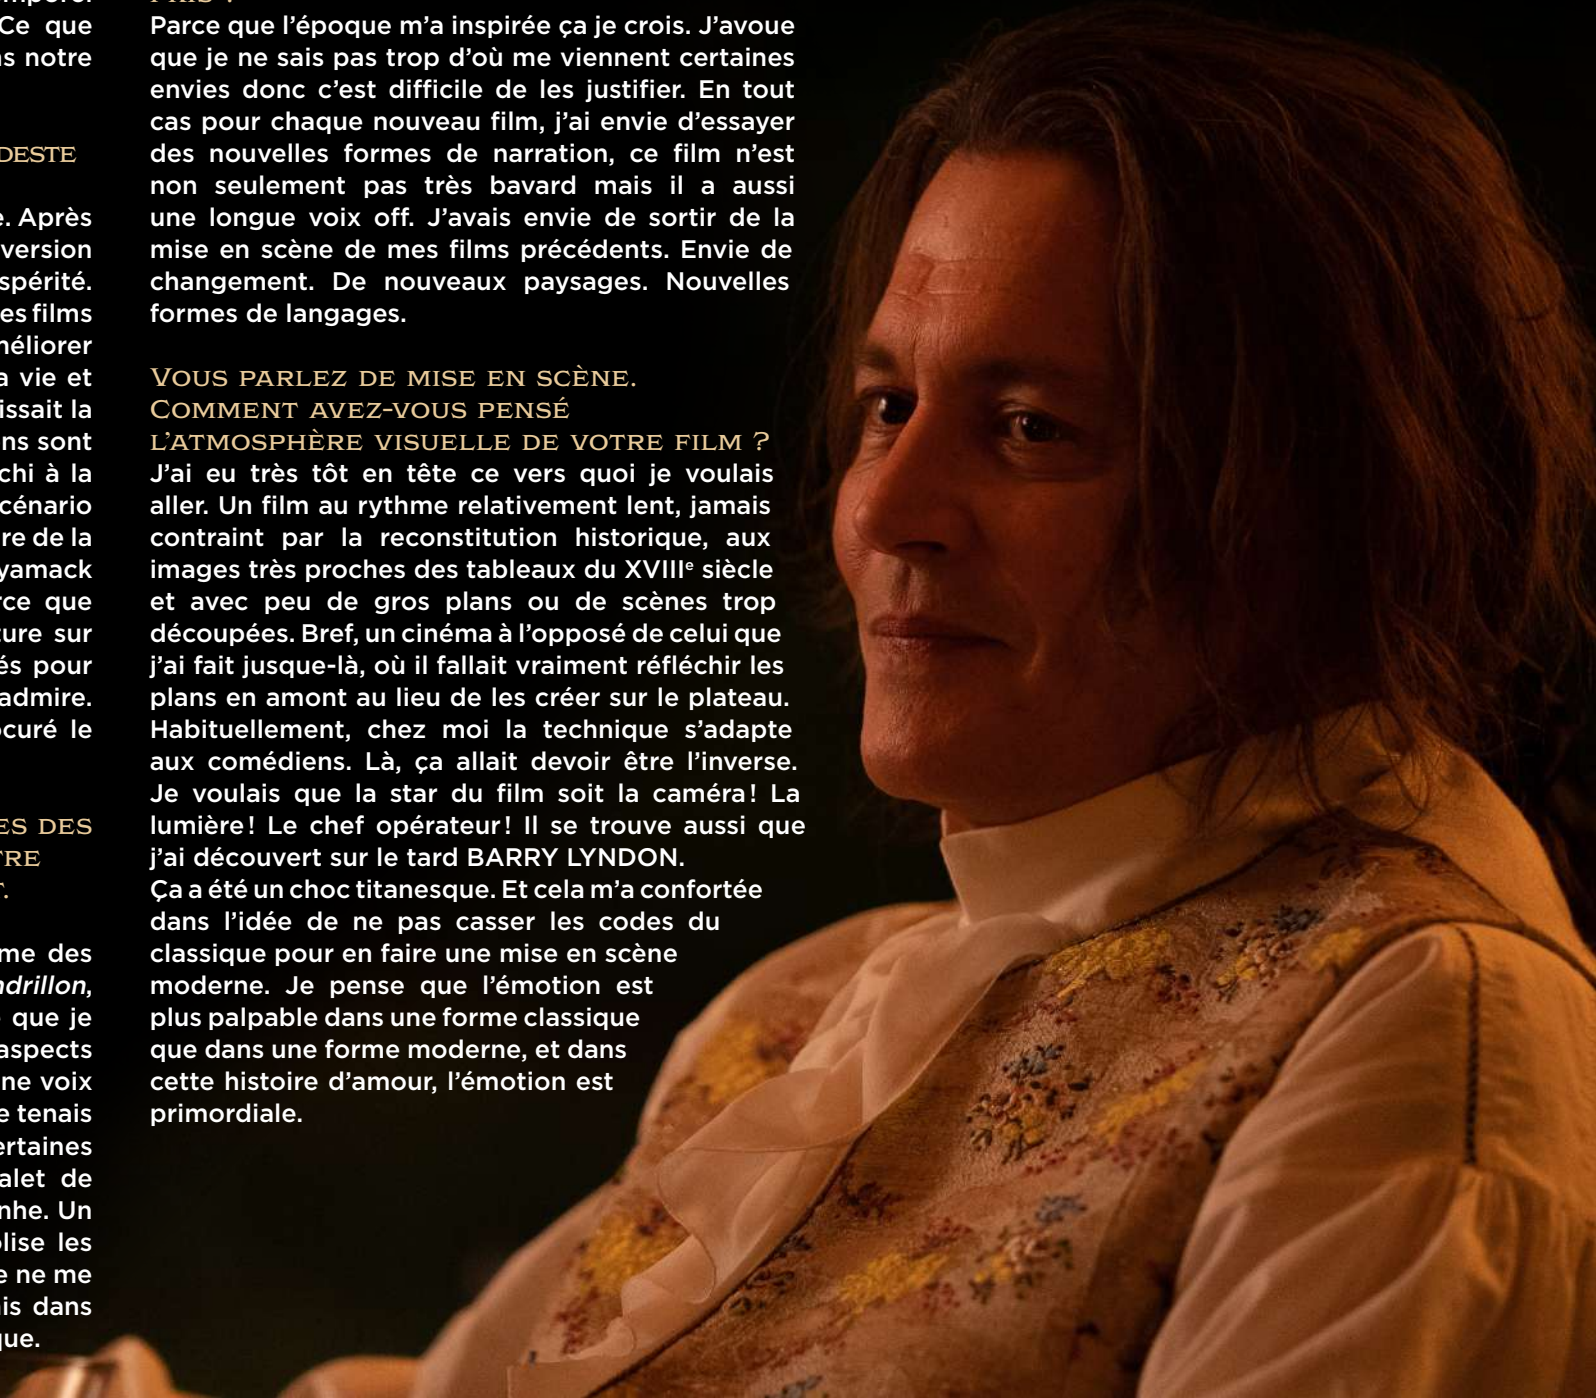 Ce que
ns notre
DESTE
e. Après
version
spérité.
es films
méliorer
a vie et
issait la
ns sont
chi à la
cénario
re de la
yamack
rce que
ture sur
és pour
admire.
ocuré le
ES DES
TRE
T.
me des
ndrillon,
que je
aspects
ne voix
e tenais
ertaines
alet de
nhe. Un
olise les
e ne me
is dans
que.
Parce que l’époque m’a inspirée ça je crois. J’avoue
que je ne sais pas trop d’où me viennent certaines
envies donc c’est difficile de les justifier. En tout
cas pour chaque nouveau film, j’ai envie d’essayer
des nouvelles formes de narration, ce film n’est
non seulement pas très bavard mais il a aussi
une longue voix off. J’avais envie de sortir de la
mise en scène de mes films précédents. Envie de
changement. De nouveaux paysages. Nouvelles
formes de langages.
Vous parlez de mise en scène.
Comment avez-vous pensé
l’atmosphère visuelle de votre film ?
J’ai eu très tôt en tête ce vers quoi je voulais
aller. Un film au rythme relativement lent, jamais
contraint par la reconstitution historique, aux
images très proches des tableaux du XVIIIᵉ siècle
et avec peu de gros plans ou de scènes trop
découpées. Bref, un cinéma à l’opposé de celui que
j’ai fait jusque-là, où il fallait vraiment réfléchir les
plans en amont au lieu de les créer sur le plateau.
Habituellement, chez moi la technique s’adapte
aux comédiens. Là, ça allait devoir être l’inverse.
Je voulais que la star du film soit la caméra ! La
lumière ! Le chef opérateur ! Il se trouve aussi que
j’ai découvert sur le tard BARRY LYNDON.
Ça a été un choc titanesque. Et cela m’a confortée
dans l’idée de ne pas casser les codes du
classique pour en faire une mise en scène
moderne. Je pense que l’émotion est
plus palpable dans une forme classique
que dans une forme moderne, et dans
cette histoire d’amour, l’émotion est
primordiale.